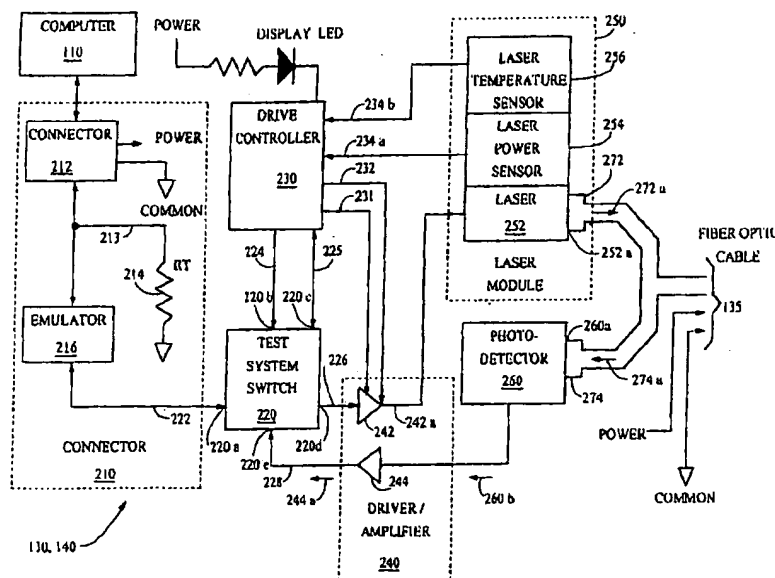 COMPUTER
110
POWER
DISPLAY LED
250
LASER
TEMPERATURE
SENSOR
256
234 b
CONNECTOR
212
POWER
COMMON
DRIVE
CONTROLLER
230
234 a
232
231
LASER
POWER
SENSOR
254
272
272 a
LASER
252
252 a
LASER
MODULE
FIBER OPTIC
CABLE
135
213
214
RT
224
225
220 b
220 c
EMULATOR
216
TEST
SYSTEM
SWITCH
220
226
PHOTO-
DETECTOR
260
260a
274 a
274
222
220 a
220 d
220 e
242
242 a
228
244
244 a
260 b
POWER
COMMON
CONNECTOR
210
DRIVER/
AMPLIFIER
240
130, 140